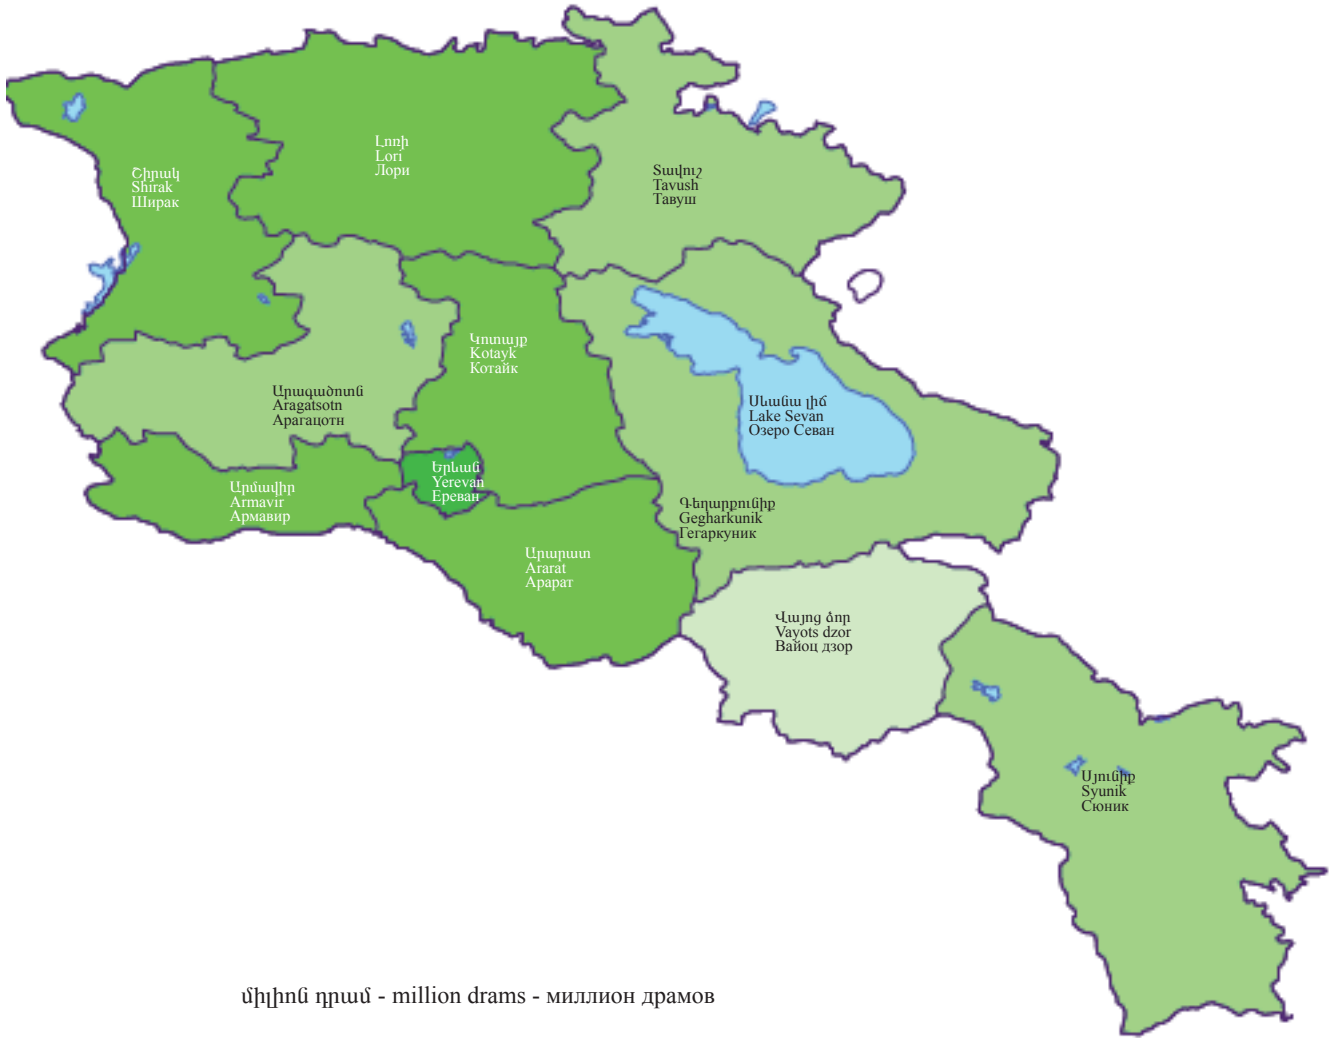 Լոռի
Lori
Лори
Շիրակ
Shirak
Ширак
Տավուշ
Tavush
Тавуш
Կոտայք
Kotayk
Котайк
Արագածոտն
Aragatsotn
Арагацотн
Սևանա լիճ
Lake Sevan
Озеро Севан
Երևան
Yerevan
Ереван
Արմավիր
Armavir
Армавир
Գեղարքունիք
Gegharkunik
Гегаркуник
Արարատ
Ararat
Арарат
Վայոց ձոր
Vayots dzor
Вайоц дзор
Սյունիք
Syunik
Сюник
միլիոն դրամ - million drams - миллион драмов